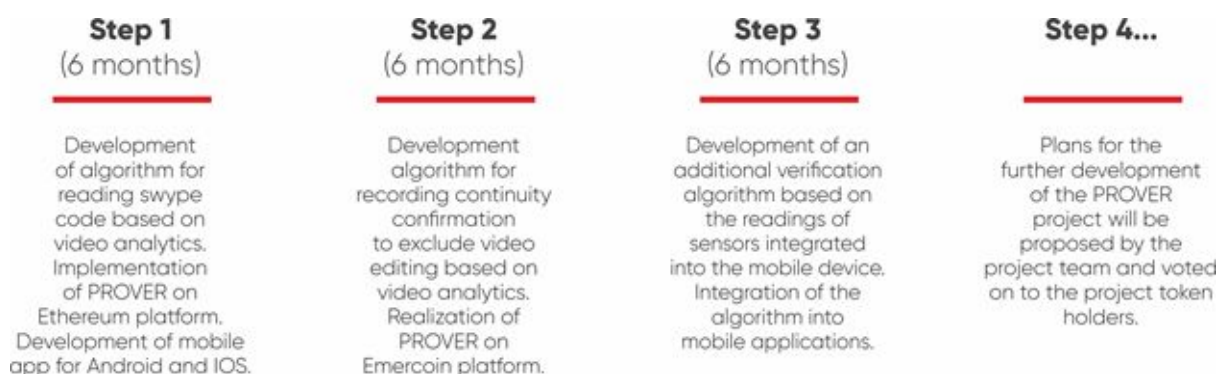 Step 1
(6 months)
Development
of algorithm for
reading swype
code based on
video analytics.
Implementation
of PROVER on
Ethereum platform.
Development of mobile
app for Android and IOS.
Step 2
(6 months)
Development
algorithm for
recording continuity
confirmation
to exclude video
editing based on
video analytics.
Realization of
PROVER on
Emercoin platform.
Step 3
(6 months)
Development of an
additional verification
algorithm based on
the readings of
sensors integrated
into the mobile device.
Integration of the
algorithm into
mobile applications.
Step 4...
Plans for the
further development
of the PROVER
project will be
proposed by the
project team and voted
on to the project token
holders.